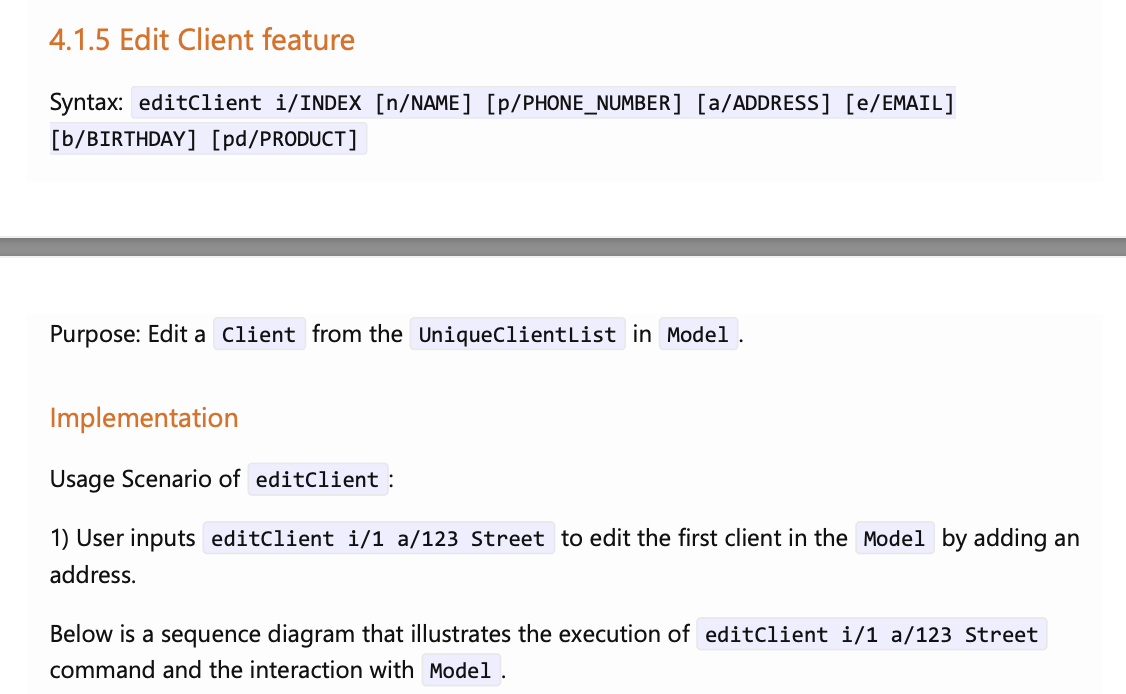 4.1.5 Edit Client feature
Syntax: editClient i/INDEX [n/NAME] [p/PHONE_NUMBER] [a/ADDRESS] [e/EMAIL]
[b/BIRTHDAY] [pd/PRODUCT]
Purpose: Edit a Client from the UniqueClientList in Model.
Implementation
Usage Scenario of editClient:
1) User inputs editClient i/1 a/123 Street to edit the first client in the Model by adding an
address.
Below is a sequence diagram that illustrates the execution of editClient i/1 a/123 Street
command and the interaction with Model.